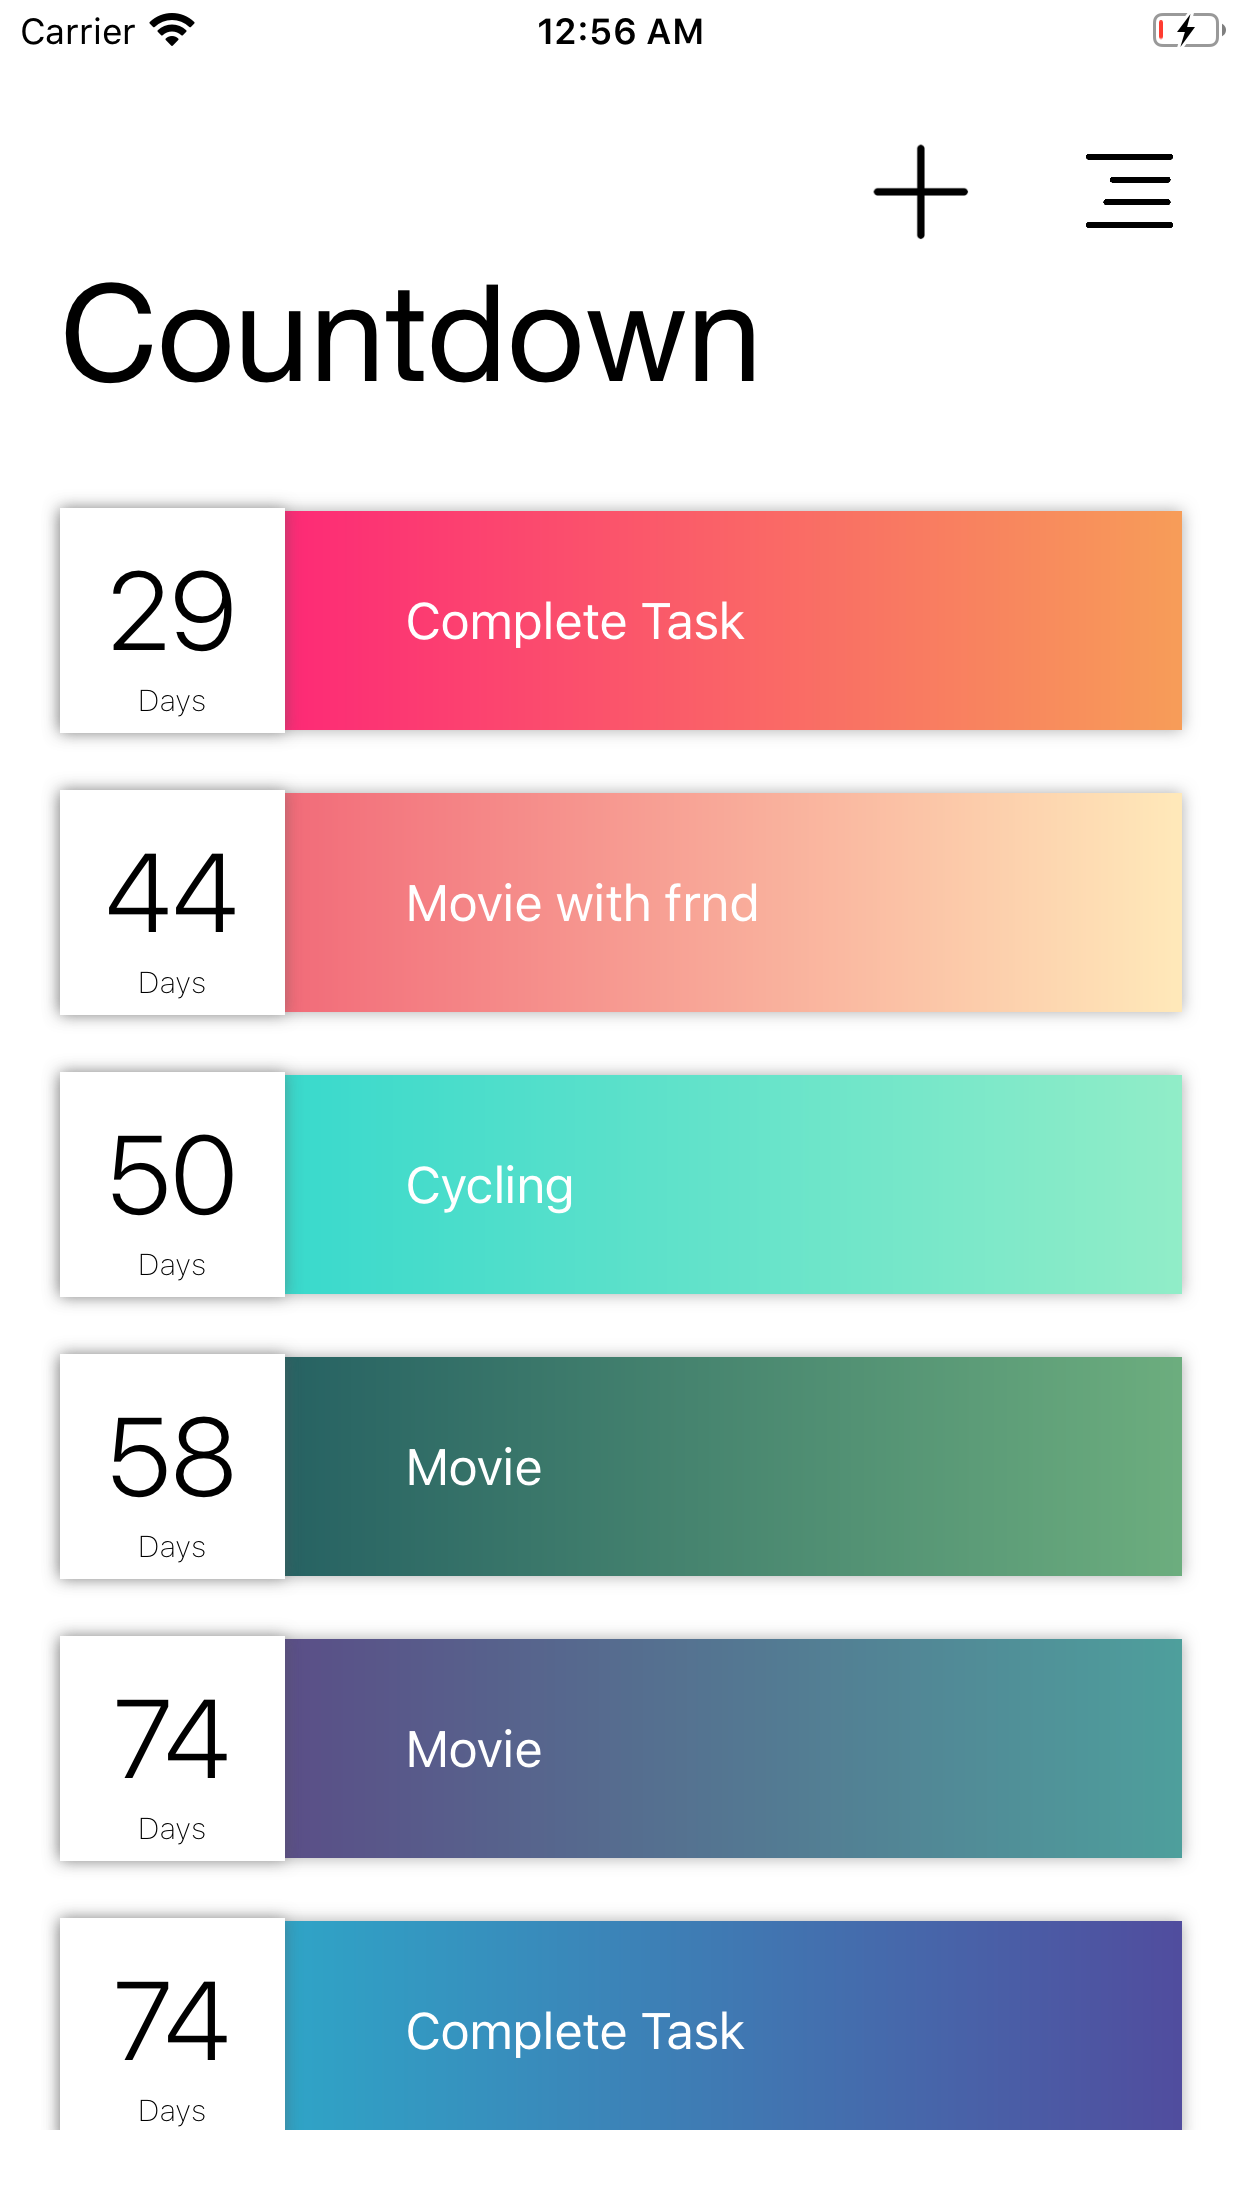 Carrier 12:56 AM
Countdown
29
Days
Complete Task
44
Days
Movie with frnd
50
Days
Cycling
58
Days
Movie
74
Days
Movie
74
Days
Complete Task